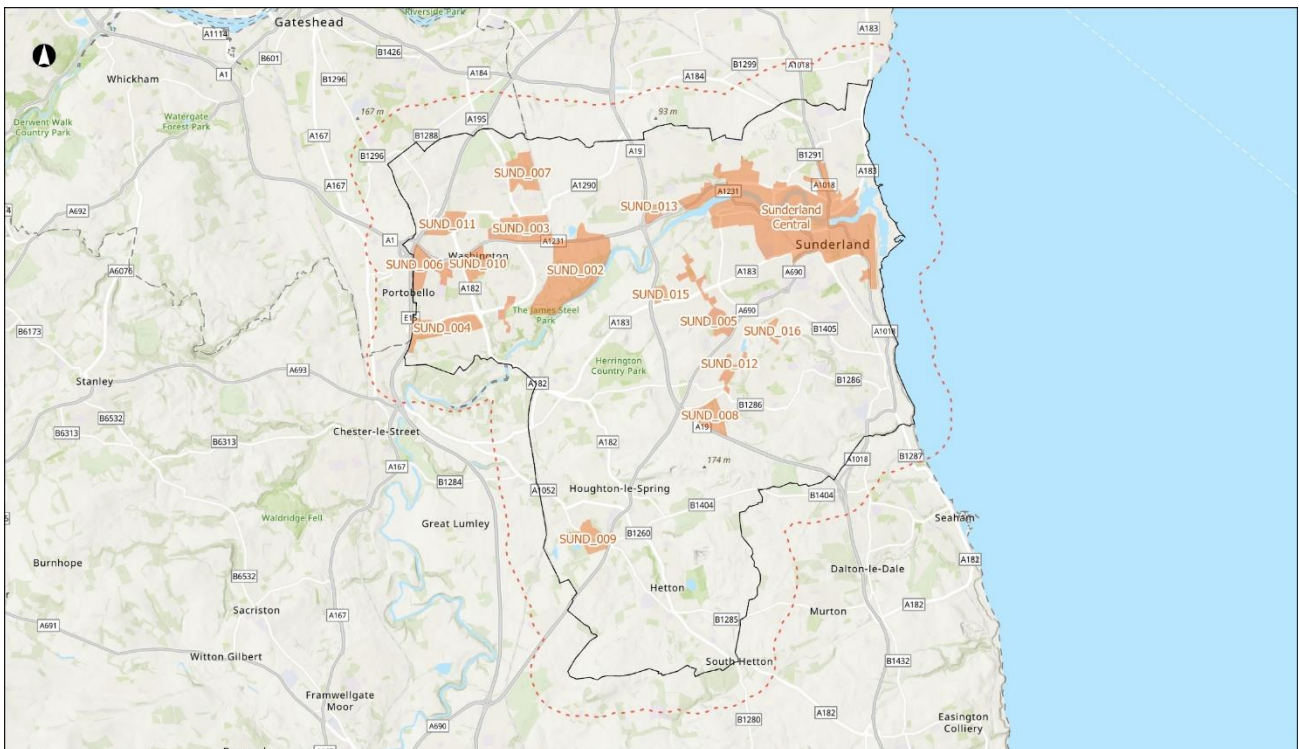 Riverside Park
Gateshead
A183
A1114
B1426
B601
B1299
A1018
Whickham
A1
B1296
A184
A184
167 m
93 m
Derwent Walk
Country Park
Watergate
Forest Park
A195
A167
B1288
A19
B1296
B1291
SUND_007
A183
A167
A1290
A1231
A1018
A692
SUND_013
Sunderland
Central
SUND_011
SUND_003
A1
A1231
Sunderland
Washington
SUND_006
SUND_010
SUND_002
A183
A690
A6076
Portobello
A182
SUND_015
The James Steel
Park
A690
SUND_004
A183
SUND_005
SUND_016
B1405
A1018
B6173
Herrington
Country Park
SUND_012
A693
Stanley
A182
B1286
B6532
B1286
SUND_008
B6313
B6313
Chester-le-Street
A19
A182
A1018
B1287
A167
174 m
B1284
A1052
Houghton-le-Spring
B1404
B1404
Waldridge Fell
Great Lumley
Seaham
SUND_009
B1260
A182
Burnhope
Dalton-le-Dale
B6532
Hetton
Sacriston
A167
Murton
A182
B1285
A691
Witton Gilbert
South Hetton
B1432
Framwellgate
Moor
A690
B1280
A182
Easington
Colliery